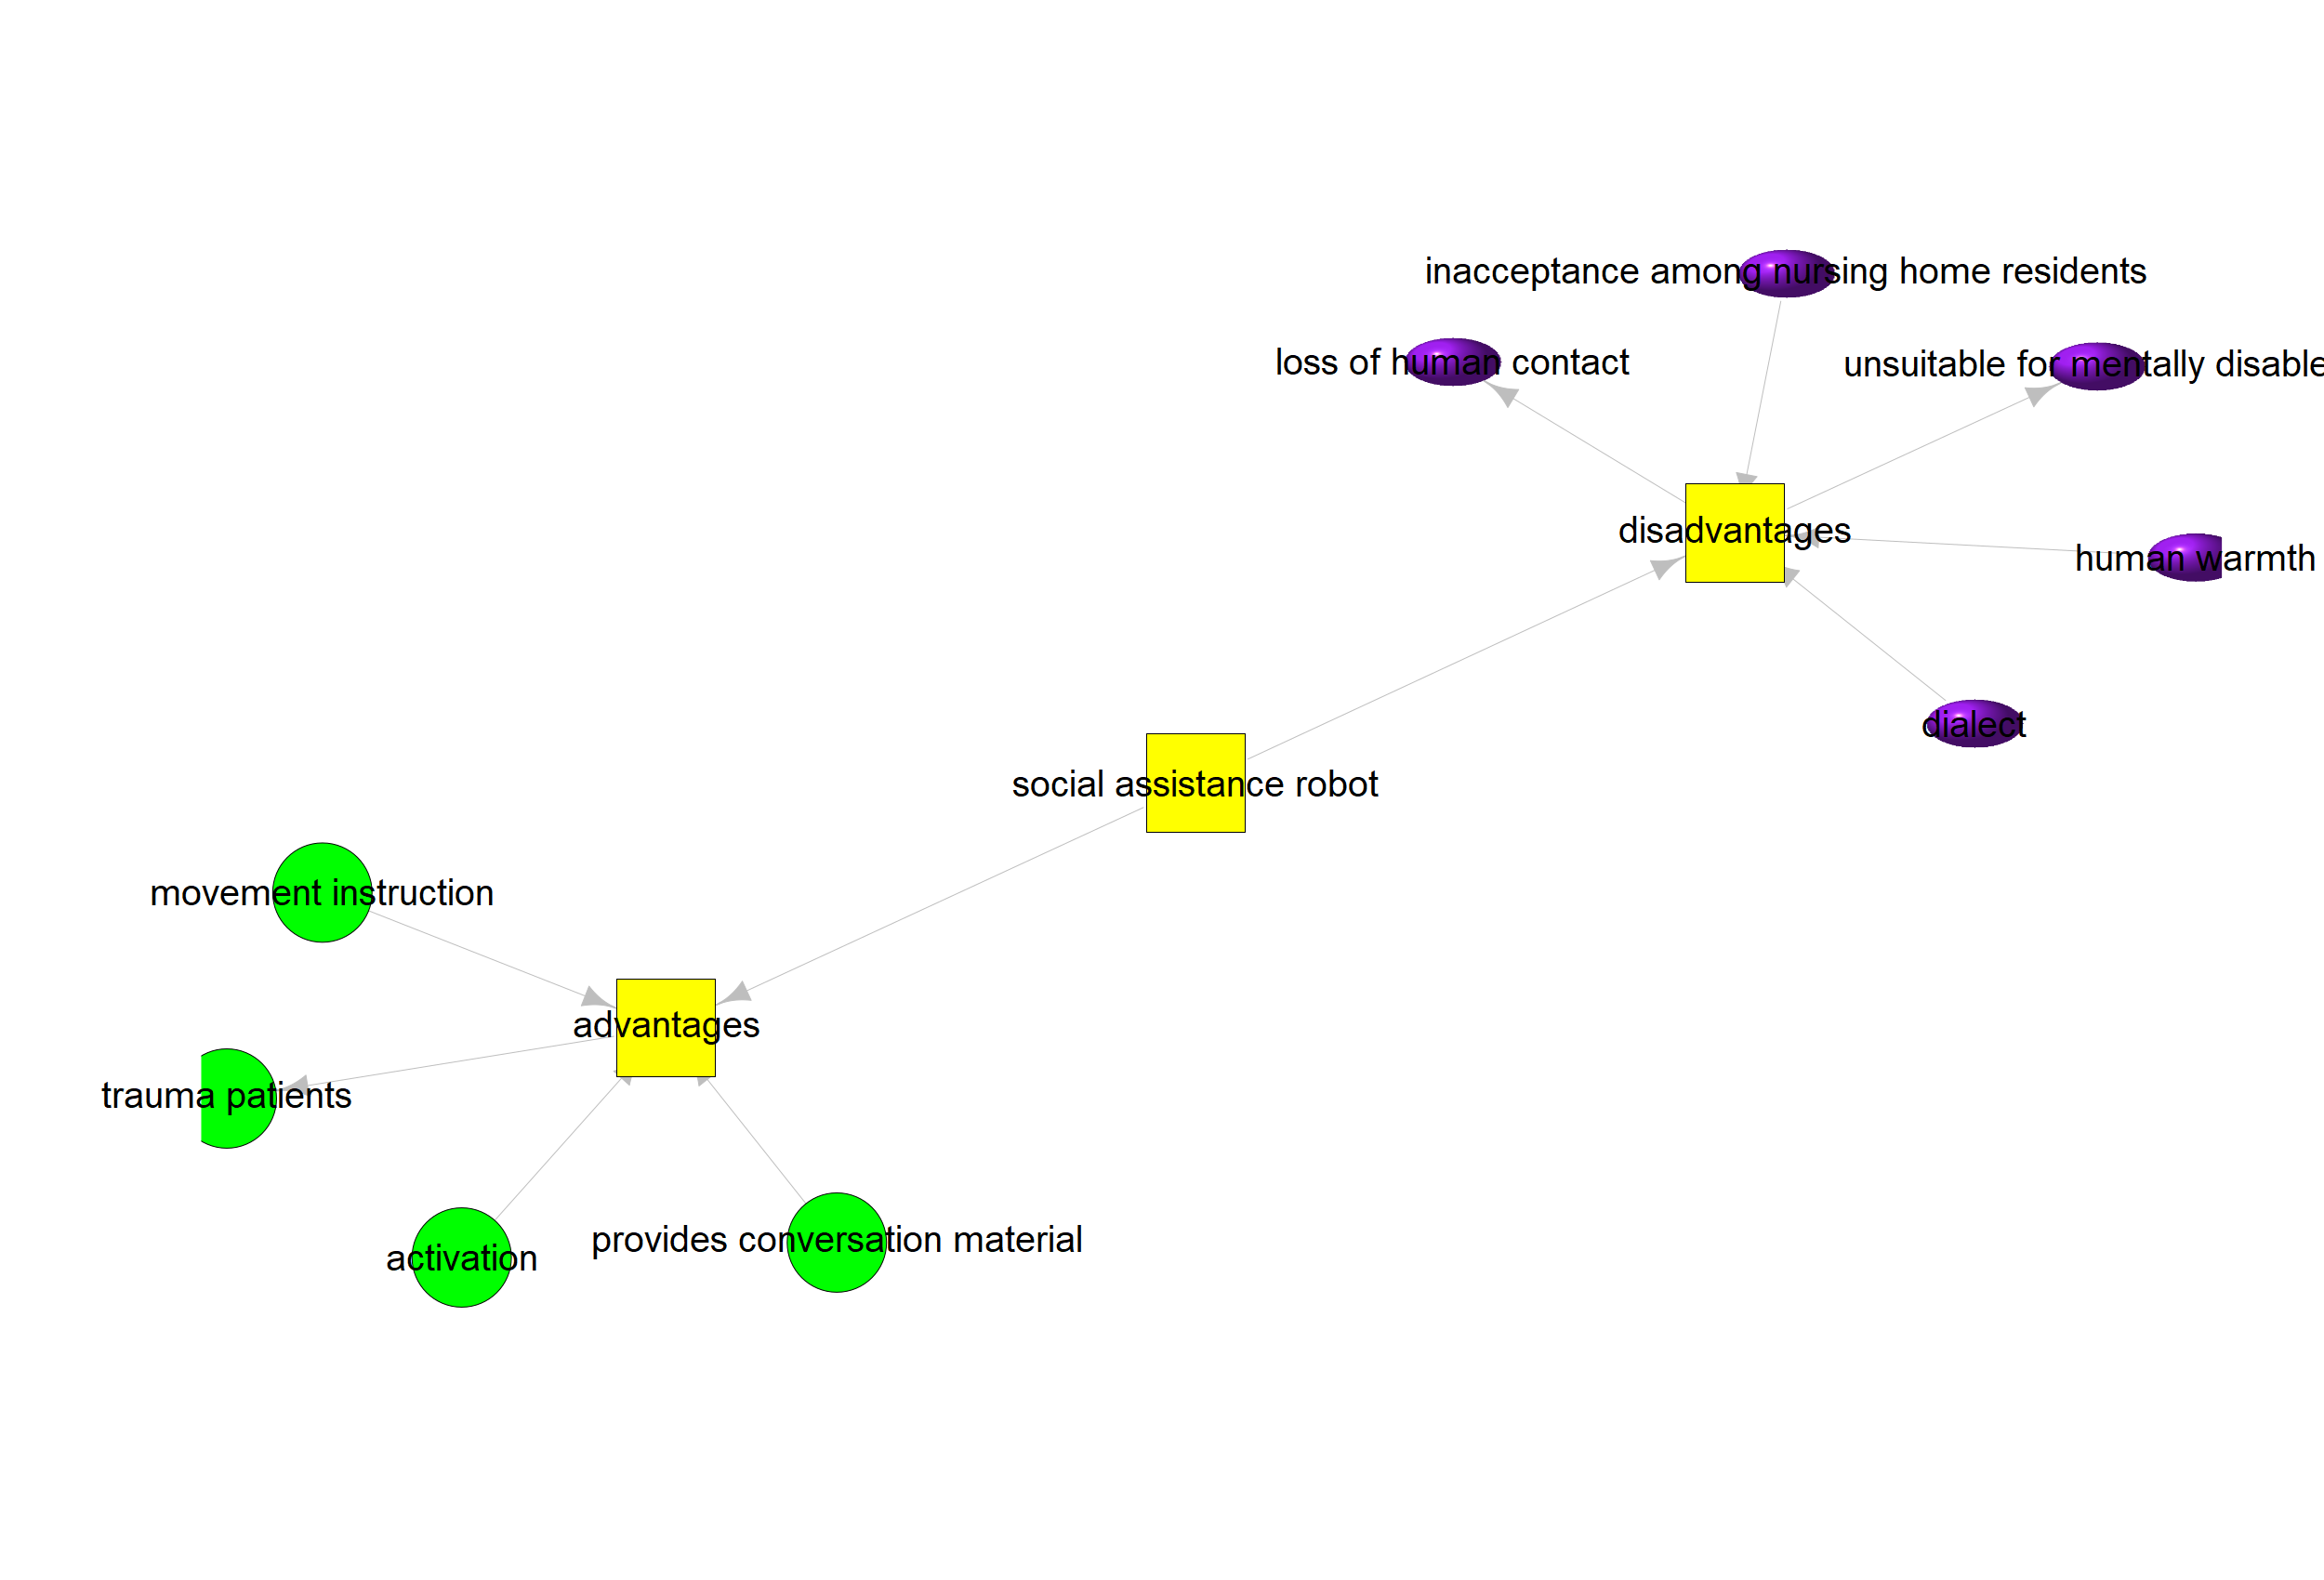 inacceptance among nursing home residents
loss of human contact
unsuitable for mentally disable
disadvantages
human warmth
dialect
social assistance robot
movement instruction
advantages
trauma patients
provides conversation material
activation